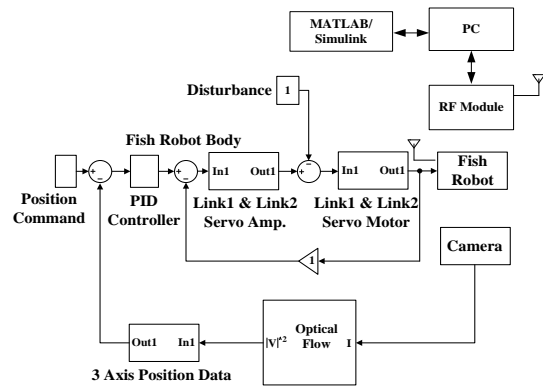 MATLAB/
Simulink
PC
Disturbance
1
RF Module
Fish Robot Body
+
-
+
-
In1 Out1
+
-
In1 Out1
Fish
Robot
Position
Command
PID
Controller
Link1 & Link2
Servo Amp.
Link1 & Link2
Servo Motor
1
Camera
Out1 In1
|V|^2
Optical
Flow
I
3 Axis Position Data